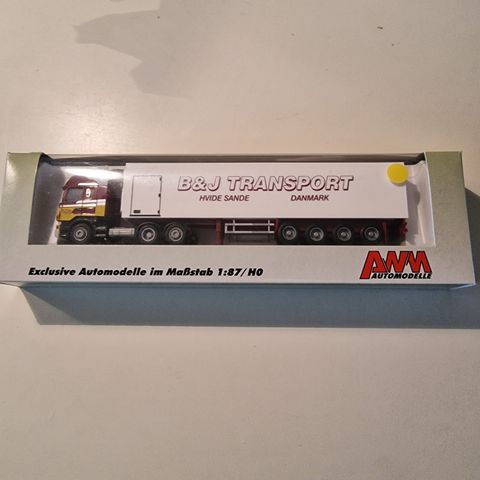 B&J TRANSPORT
HVIDE SANDE DANMARK
Exclusive Automodelle im Maßstab 1:87/H0
AWM
AUTOMODELLE